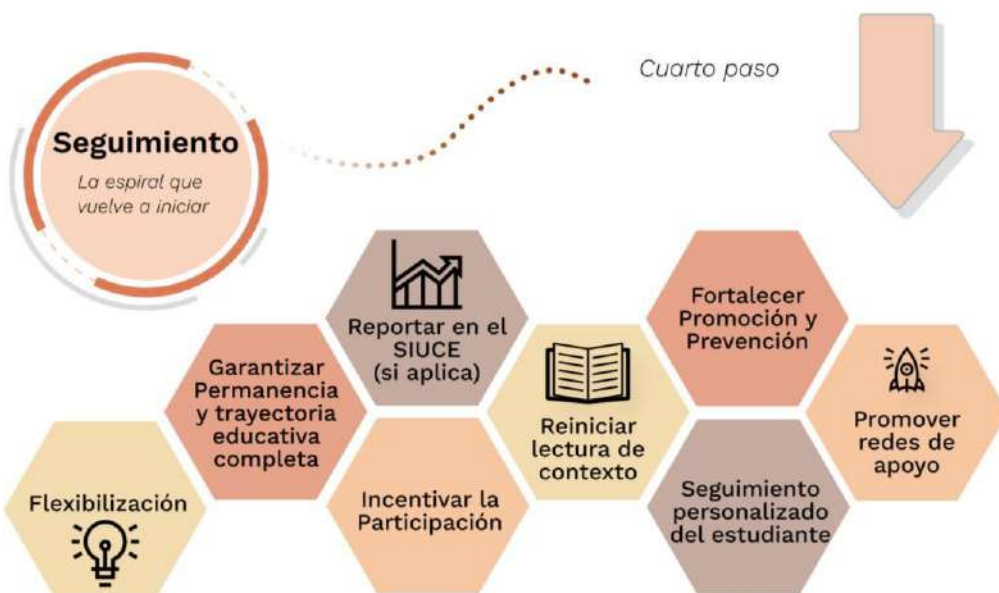 Cuarto paso
Seguimiento
La espiral que
vuelve a iniciar
Reportar en el
SIUCE
(si aplica)
Fortalecer
Promoción y
Prevención
Garantizar
Permanencia
y trayectoria
educativa
completa
Reiniciar
lectura de
contexto
Promover
redes de
apoyo
Flexibilización
Incentivar la
Participación
Seguimiento
personalizado
del estudiante